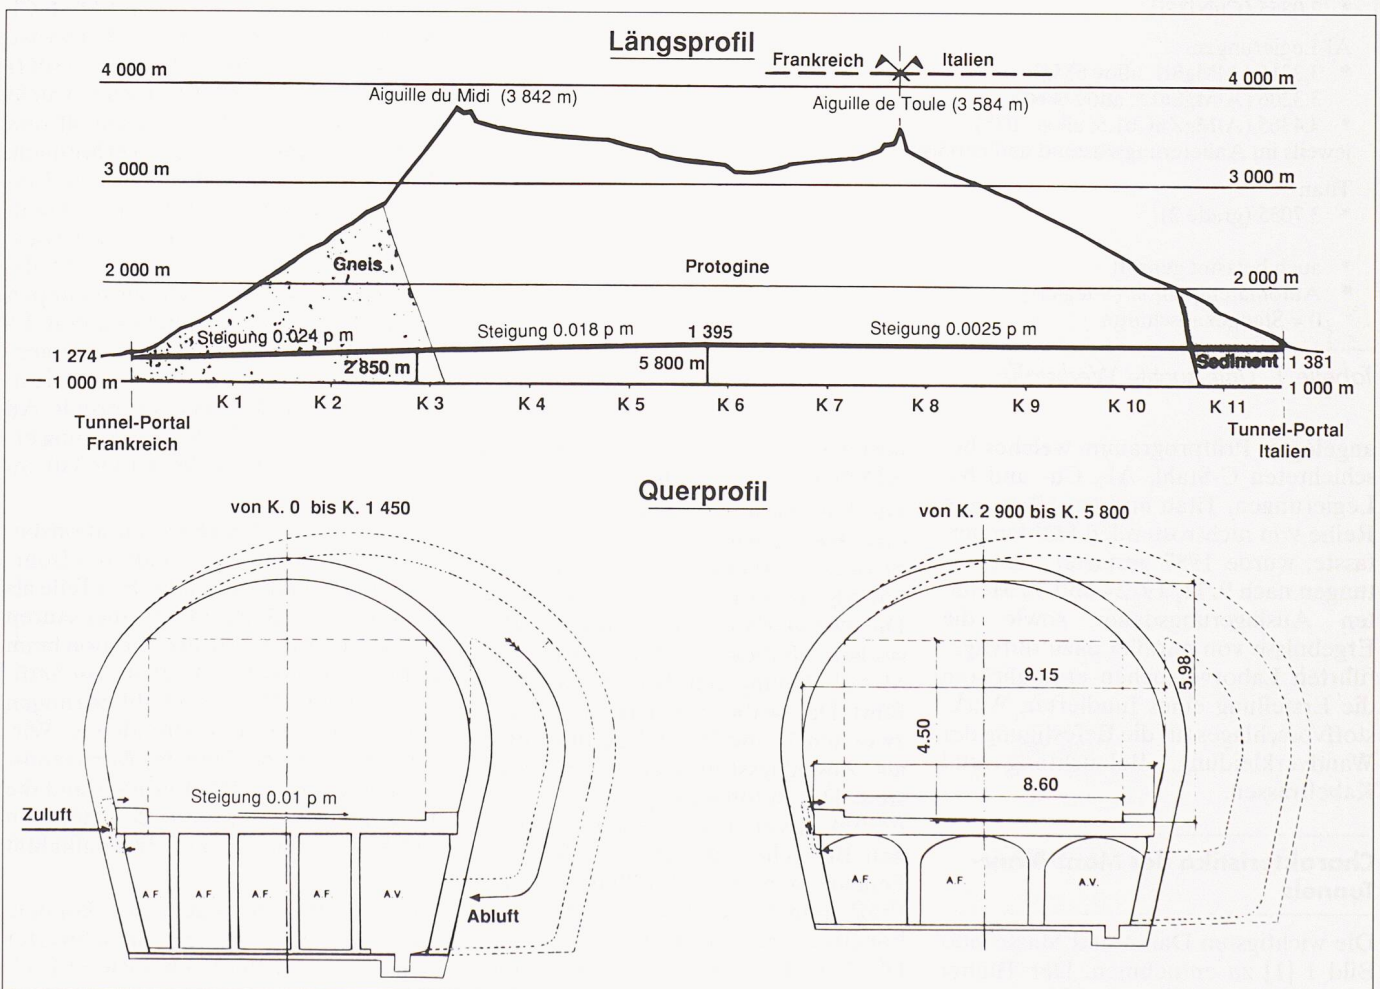 Längsprofil
Frankreich Italien
4 000 m 4 000 m
Aiguille du Midi (3 842 m)
Aiguille de Toule (3 584 m)
3 000 m 3 000 m
Gneis Protogine
2 000 m 2 000 m
Steigung 0.024 p m Steigung 0.018 p m 1 395 Steigung 0.0025 p m
1 274 2 850 m 5 800 m Sediment 1 381
1 000 m 1 000 m
K 1 K 2 K 3 K 4 K 5 K 6 K 7 K 8 K 9 K 10 K 11
Tunnel-Portal
Frankreich
Tunnel-Portal
Italien
Querprofil
von K. 0 bis K. 1 450
von K. 2 900 bis K. 5 800
Steigung 0.01 p m
Zuluft
A.F. A.F. A.F. A.F. A.V.
Abluft
9.15
5.98
4.50
8.60
A.F. A.F. A.V.